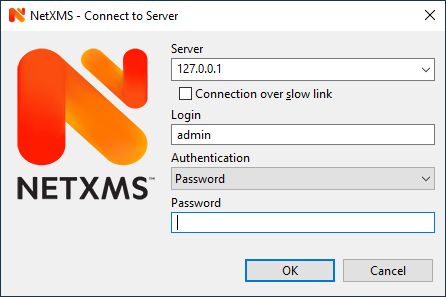 NetXMS - Connect to Server
Server
127.0.0.1
Connection over slow link
Login
admin
Authentication
Password
Password
OK
Cancel
NETXMS™